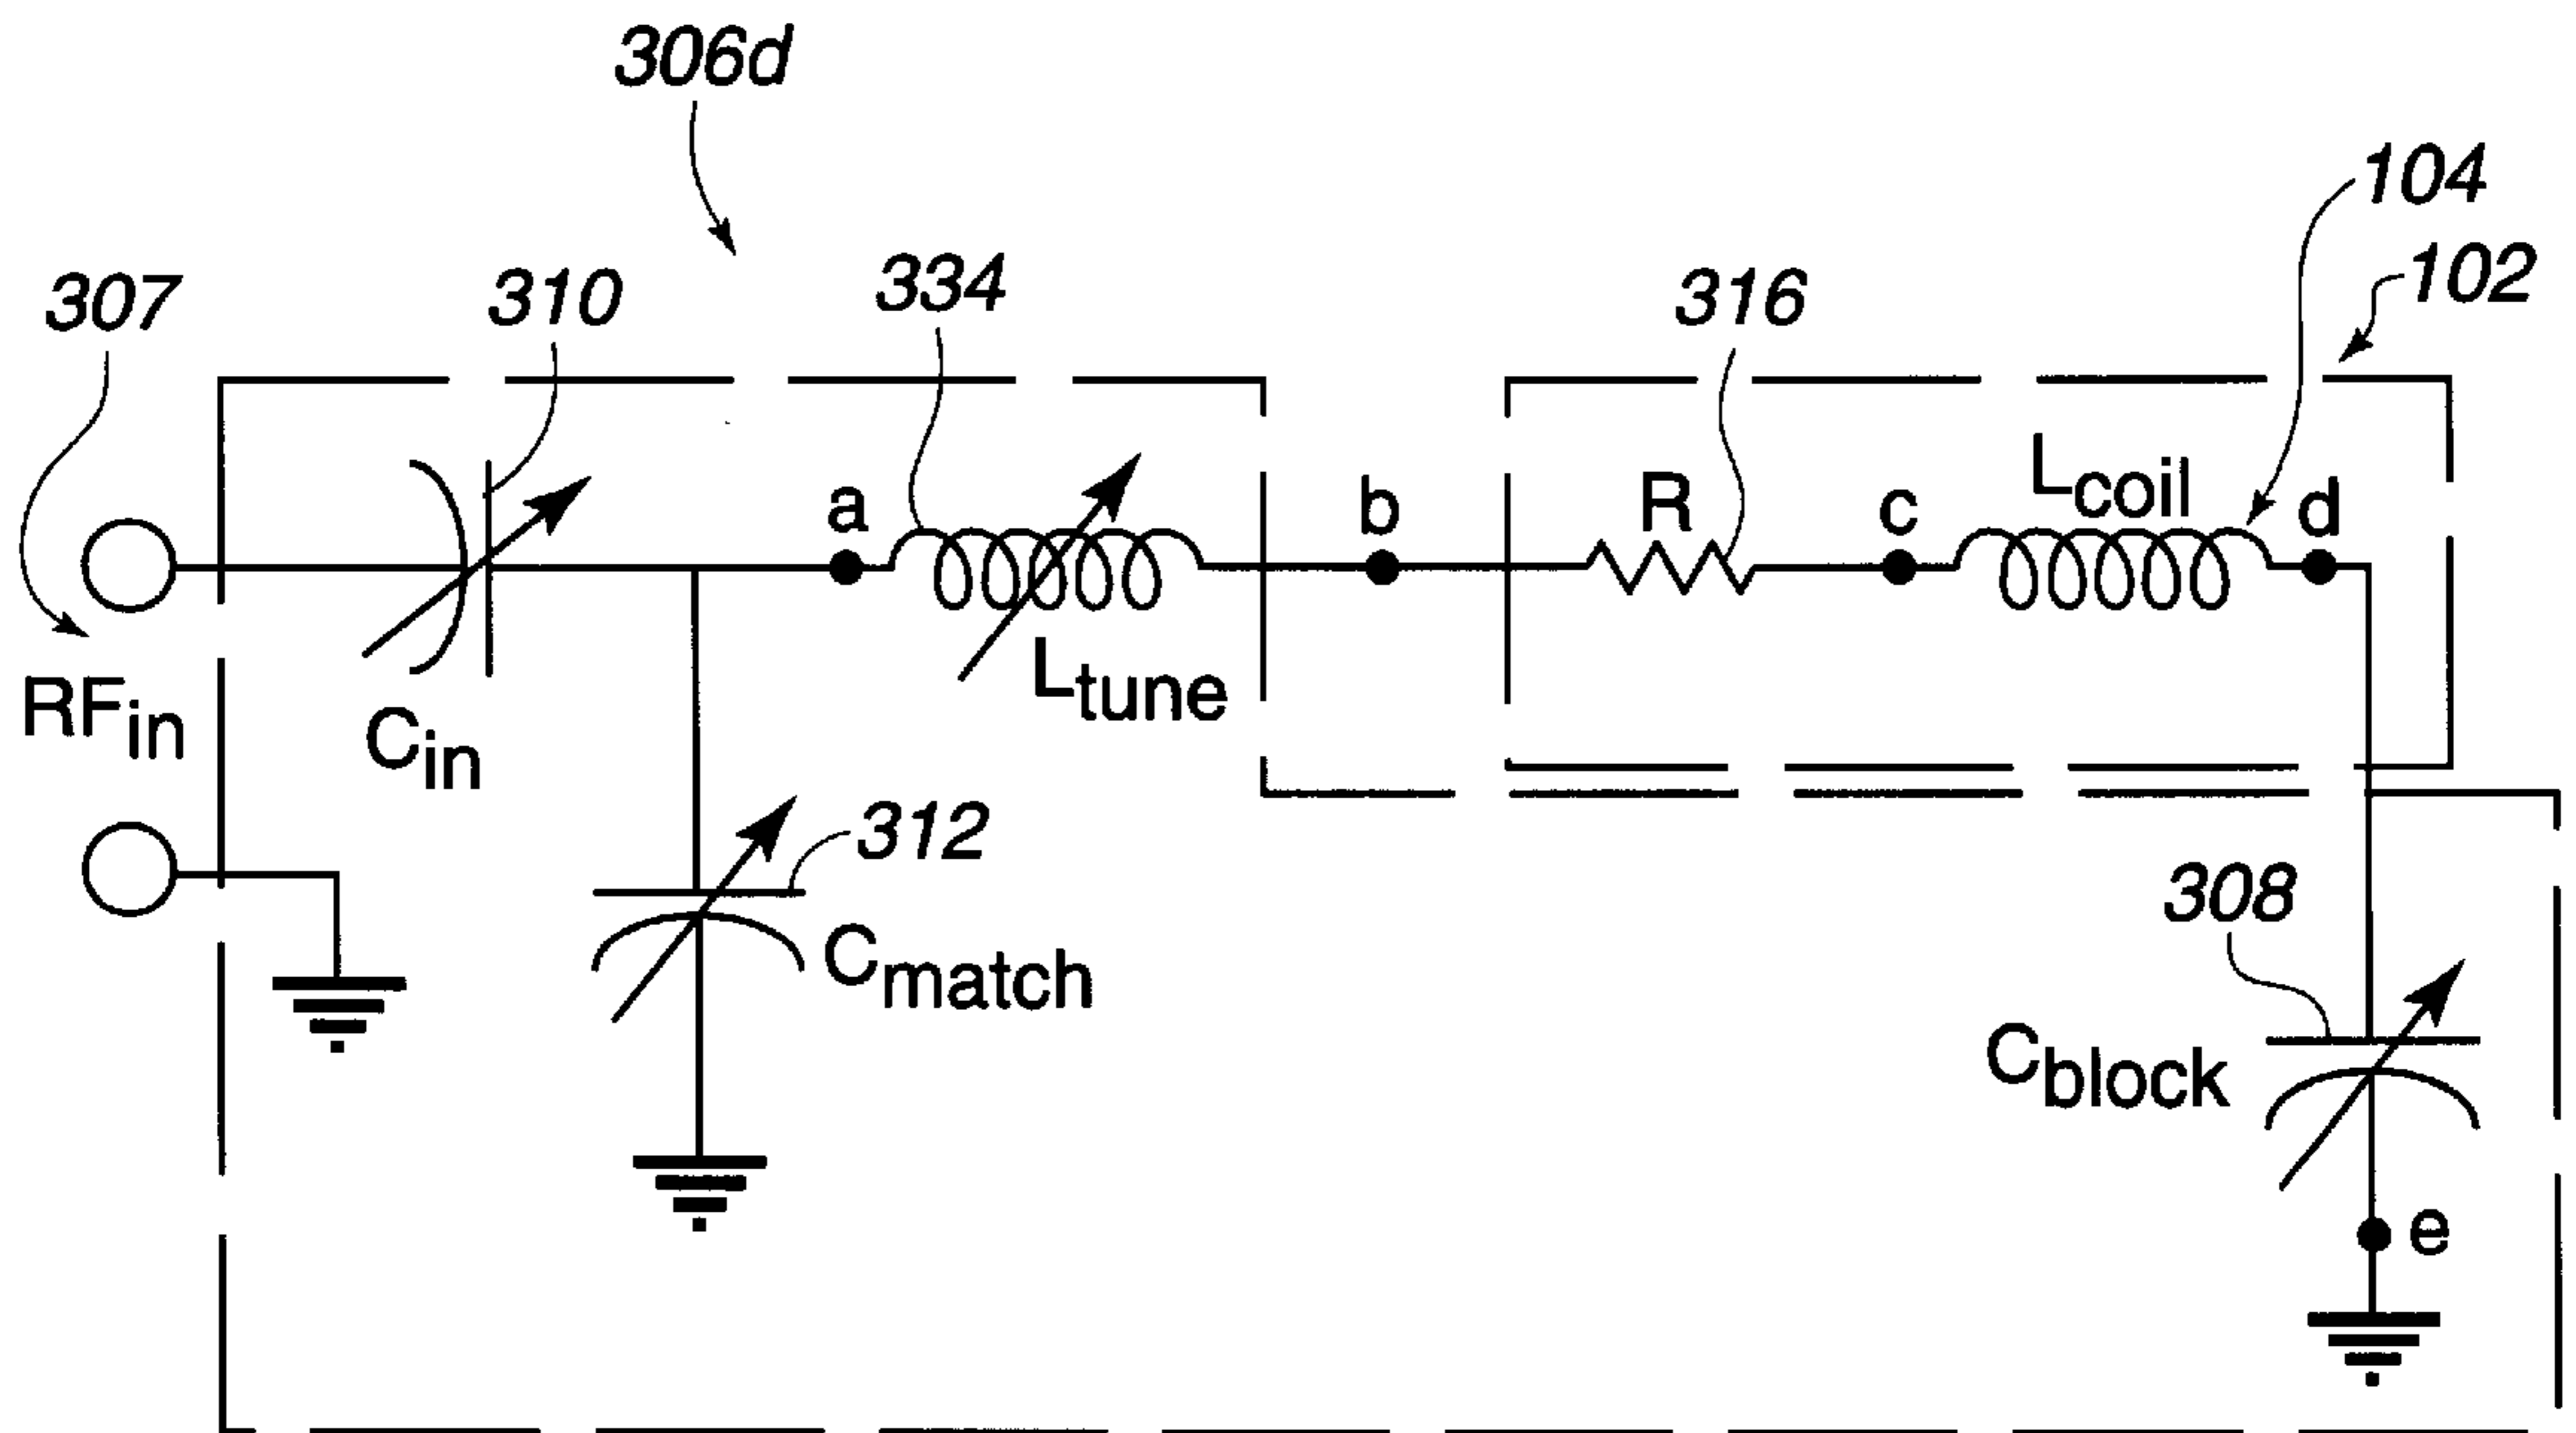 306d
104
102
307
310
334
316
a
b
R
c
Lcoil
d
RFin
Cin
Ltune
312
Cmatch
308
Cblock
e